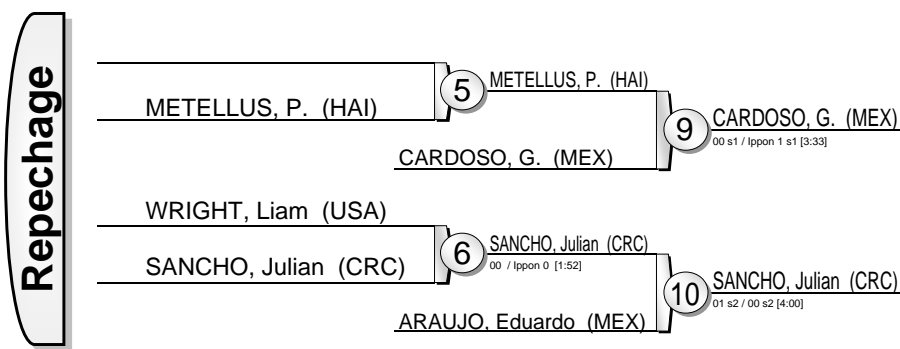 Repechage
METELLUS, P. (HAI)
5
METELLUS, P. (HAI)
CARDOSO, G. (MEX)
9
CARDOSO, G. (MEX)
00 s1 / Ippon 1 s1 [3:33]
WRIGHT, Liam (USA)
SANCHO, Julian (CRC)
6
SANCHO, Julian (CRC)
00 / Ippon 0 [1:52]
ARAUJO, Eduardo (MEX)
10
SANCHO, Julian (CRC)
01 s2 / 00 s2 [4:00]